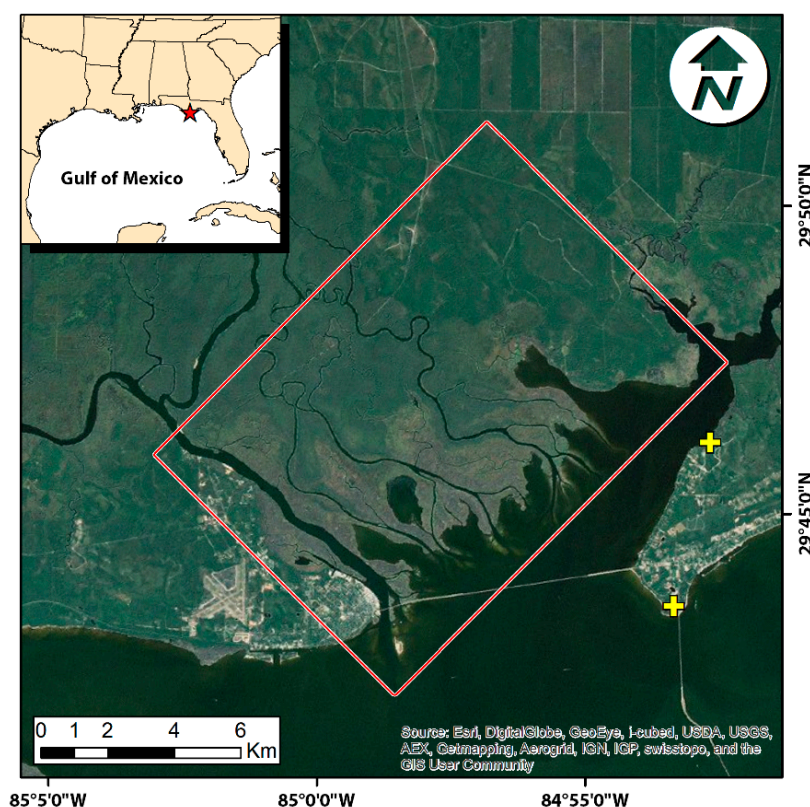 Gulf of Mexico
N
29°50'0"N
29°45'0"N
0 1 2 4 6
Km
Source: Esri, DigitalGlobe, GeoEye, i-cubed, USDA, USGS,
AEX, Getmapping, Aerogrid, IGN, IGP, swisstopo, and the
GIS User Community
85°5'0"W 85°0'0"W 84°55'0"W